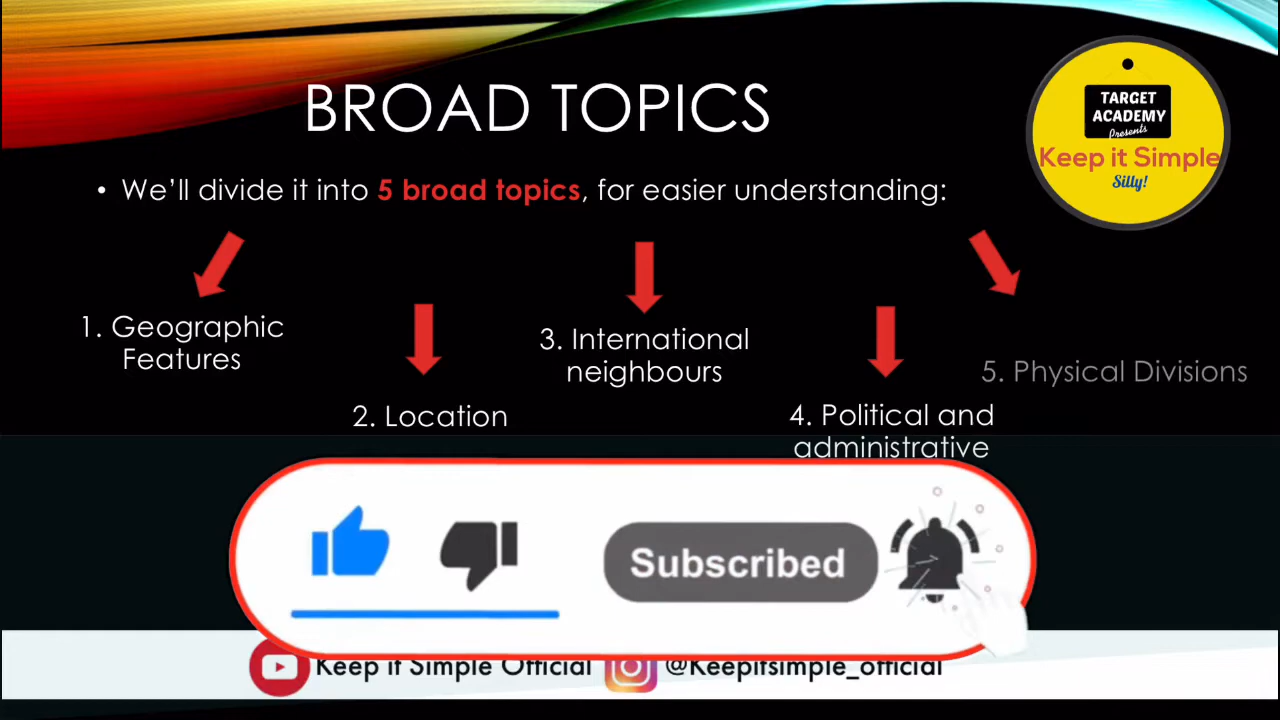 BROAD TOPICS
TARGET
ACADEMY
Presents
Keep it Simple
Silly!
• We'll divide it into 5 broad topics, for easier understanding:
1. Geographic
Features
2. Location
3. International
neighbours
4. Political and
administrative
5. Physical Divisions
Subscribed
Keep it Simple Official
@Keepitsimple_official